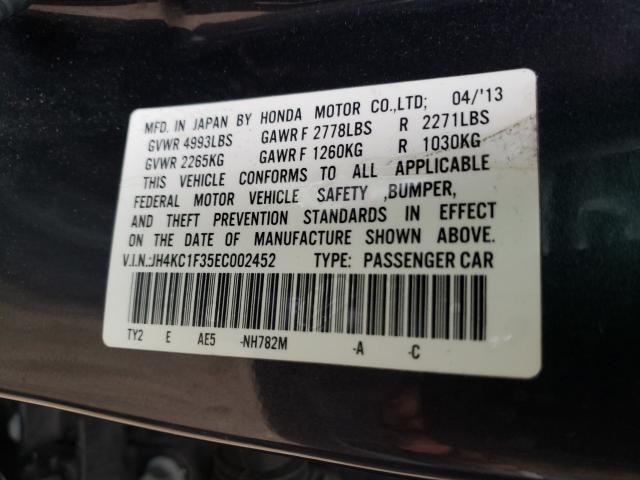 MFD. IN JAPAN BY HONDA MOTOR CO.,LTD; 04/'13
GVWR 4993LBS GAWR F 2778LBS R 2271LBS
GVWR 2265KG GAWR F 1260KG R 1030KG
THIS VEHICLE CONFORMS TO ALL APPLICABLE
FEDERAL MOTOR VEHICLE SAFETY ,BUMPER,
AND THEFT PREVENTION STANDARDS IN EFFECT
ON THE DATE OF MANUFACTURE SHOWN ABOVE.
V.I.N.:JH4KC1F35EC002452 TYPE: PASSENGER CAR
TY2 E AE5 -NH782M -A -C